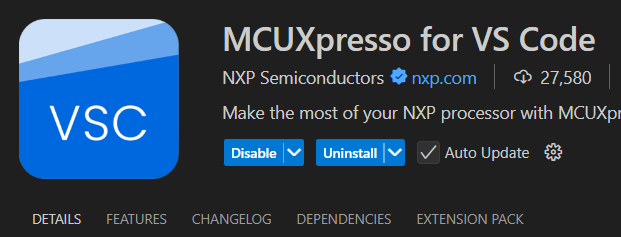 MCUXpresso for VS Code
NXP Semiconductors nxp.com 27,580
VSC
Make the most of your NXP processor with
Disable Uninstall Auto Update
DETAILS FEATURES CHANGELOG DEPENDENCIES EXTENSION PACK